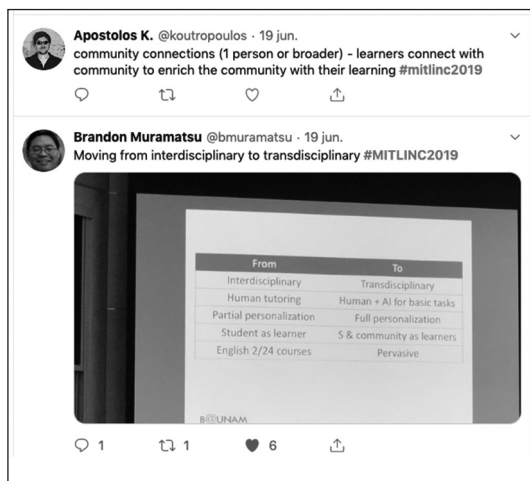 Apostolos K. @koutropoulos · 19 jun.
community connections (1 person or broader) - learners connect with
community to enrich the community with their learning #mitlinc2019
Brandon Muramatsu @bmuramatsu · 19 jun.
Moving from interdisciplinary to transdisciplinary #MITLINC2019
From To
Interdisciplinary Transdisciplinary
Human tutoring Human + AI for basic tasks
Partial personalization Full personalization
Student as learner S & community as learners
English 2/24 courses Pervasive
B@UNAM
1 1 6